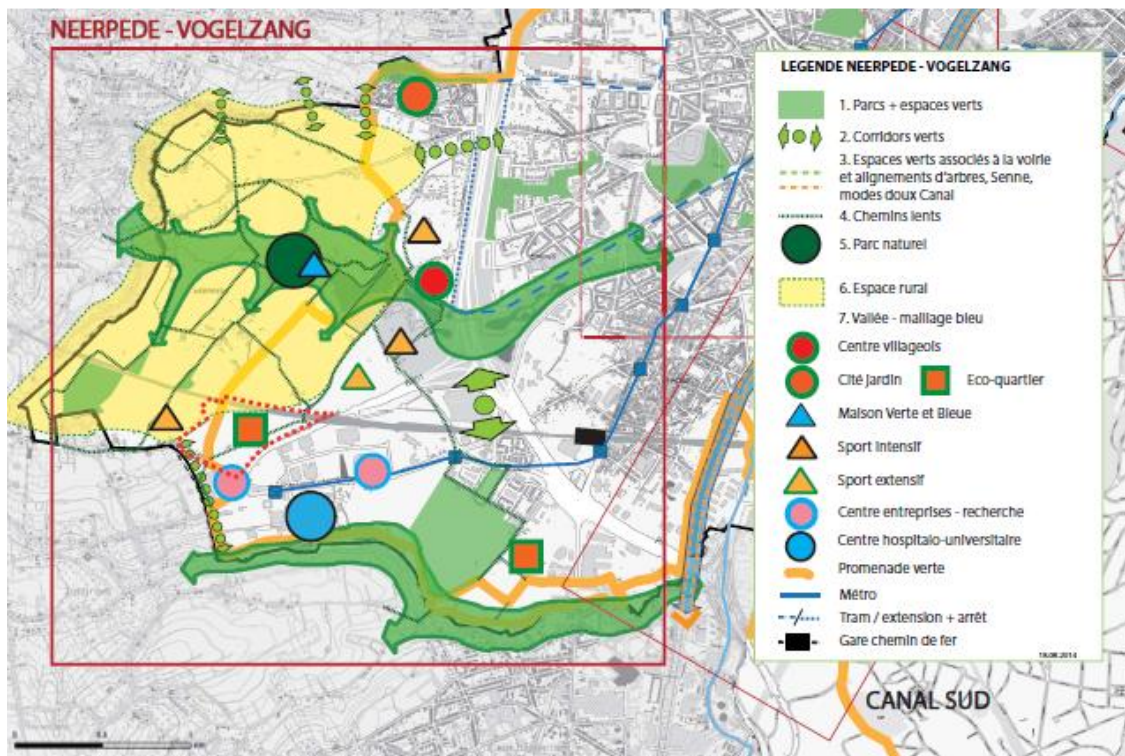 NEERPEDE - VOGELZANG
LEGENDE NEERPEDE - VOGELZANG
1. Parcs + espaces verts
2. Corridors verts
3. Espaces verts associés à la voirie
et alignements d'arbres, Senne,
modes doux Canal
4. Chemins lents
5. Parc naturel
6. Espace rural
7. Vallée - maillage bleu
Centre villageois
Cité jardin
Eco-quartier
Maison Verte et Bleue
Sport intensif
Sport extensif
Centre entreprises - recherche
Centre hospitalo-universitaire
Promenade verte
Métro
Tram / extension + arrêt
Gare chemin de fer
CANAL SUD